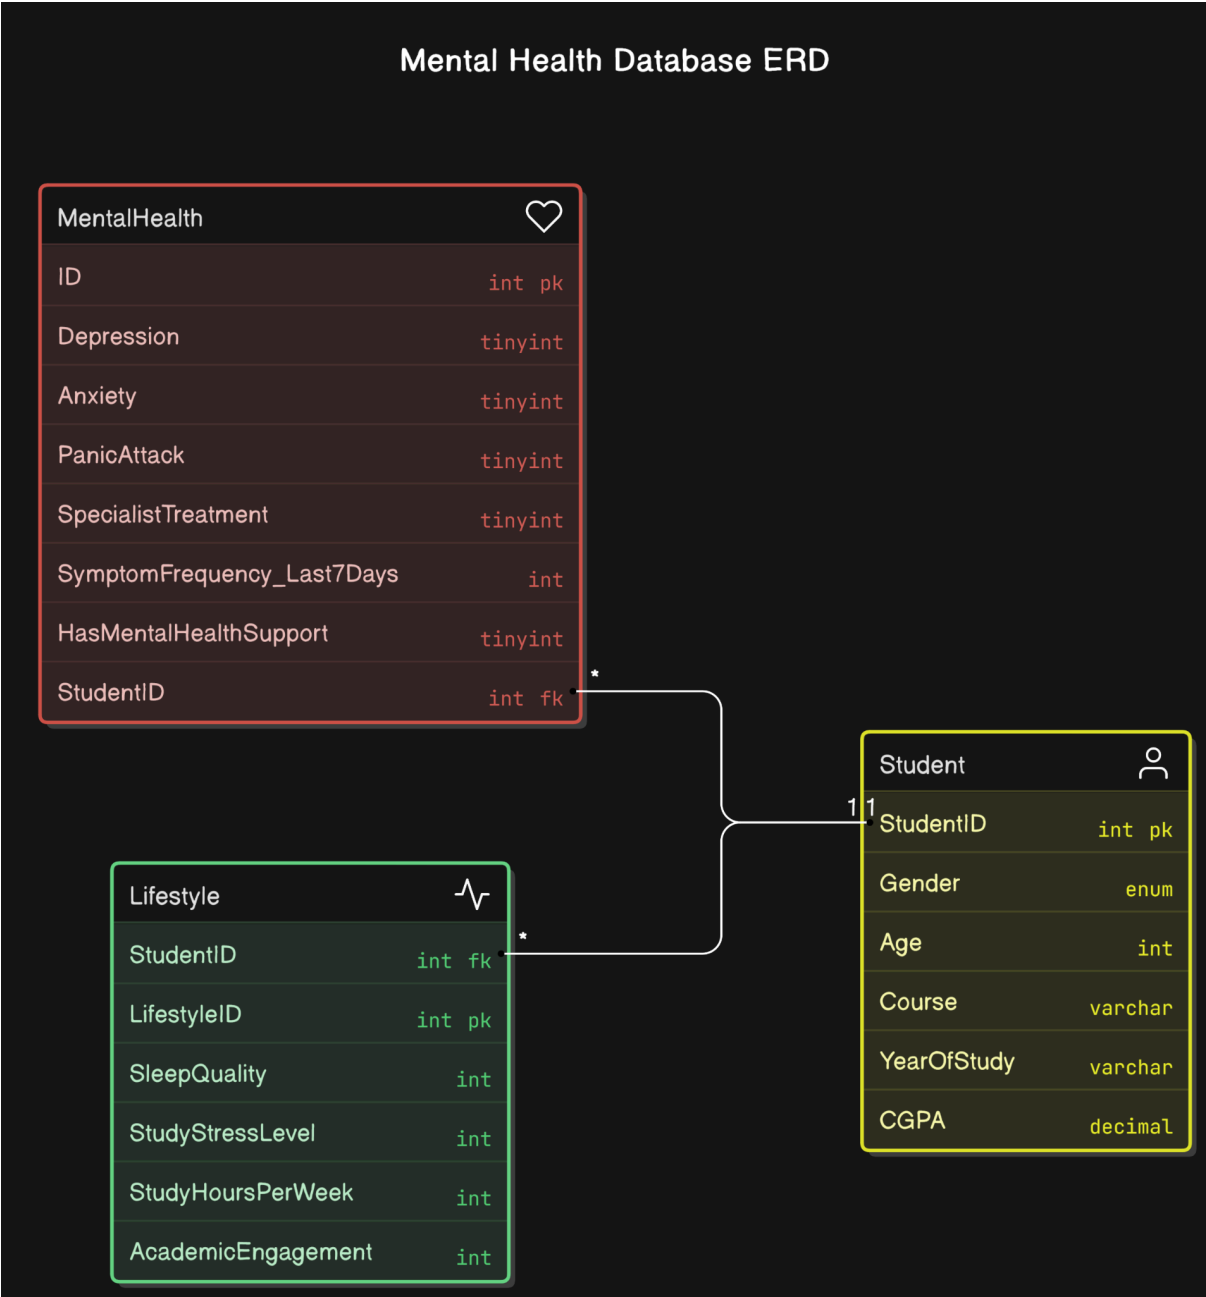 Mental Health Database ERD
MentalHealth
ID int pk
Depression tinyint
Anxiety tinyint
PanicAttack tinyint
SpecialistTreatment tinyint
SymptomFrequency_Last7Days int
HasMentalHealthSupport tinyint
StudentID int fk
*
Student
1 1
StudentID int pk
Gender enum
Age int
Course varchar
YearOfStudy varchar
CGPA decimal
Lifestyle
*
StudentID int fk
LifestyleID int pk
SleepQuality int
StudyStressLevel int
StudyHoursPerWeek int
AcademicEngagement int